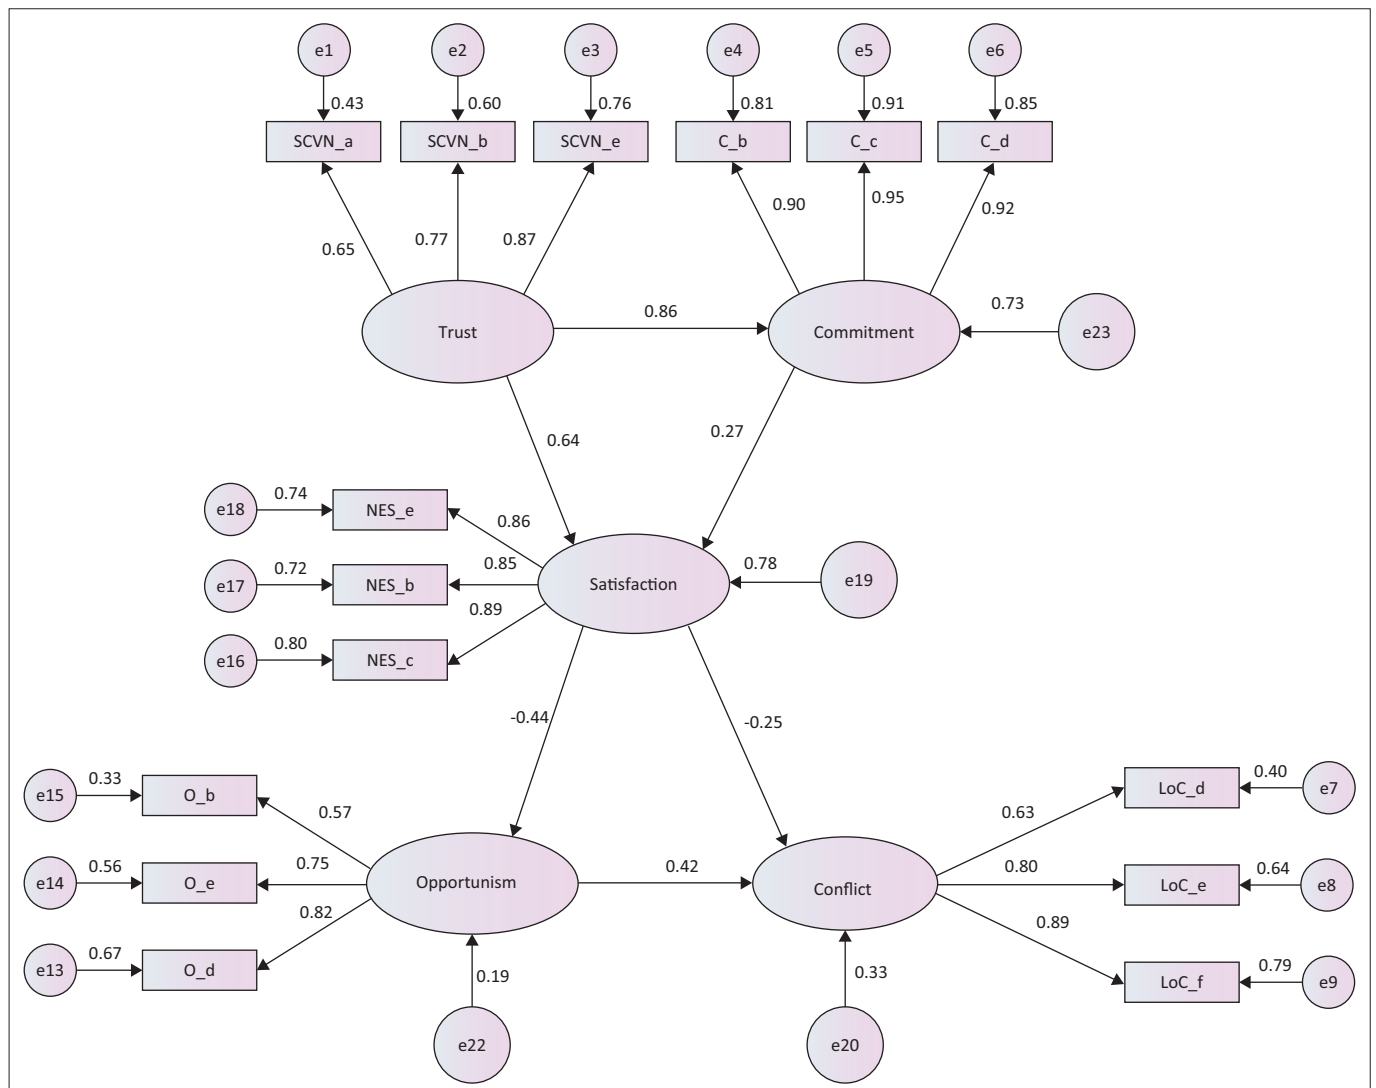 e1 e2 e3 e4 e5 e6
0.43 0.60 0.76 0.81 0.91 0.85
SCVN_a SCVN_b SCVN_e C_b C_c C_d
0.65 0.77 0.87 0.90 0.95 0.92
Trust 0.86 Commitment 0.73 e23
0.64 0.27
e18 0.74 NES_e 0.86
e17 0.72 NES_b 0.85 Satisfaction 0.78 e19
e16 0.80 NES_c 0.89
-0.44 -0.25
e15 0.33 O_b 0.57 0.63 LoC_d 0.40 e7
e14 0.56 O_e 0.75 Opportunism 0.42 Conflict 0.80 LoC_e 0.64 e8
e13 0.67 O_d 0.82 0.89 LoC_f 0.79 e9
0.19 0.33
e22 e20